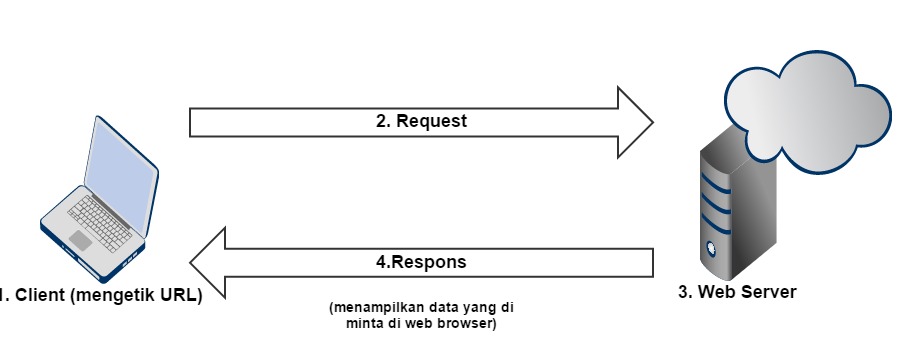 2. Request
4.Respons
1. Client (mengetik URL)
3. Web Server
(menampilkan data yang di
minta di web browser)